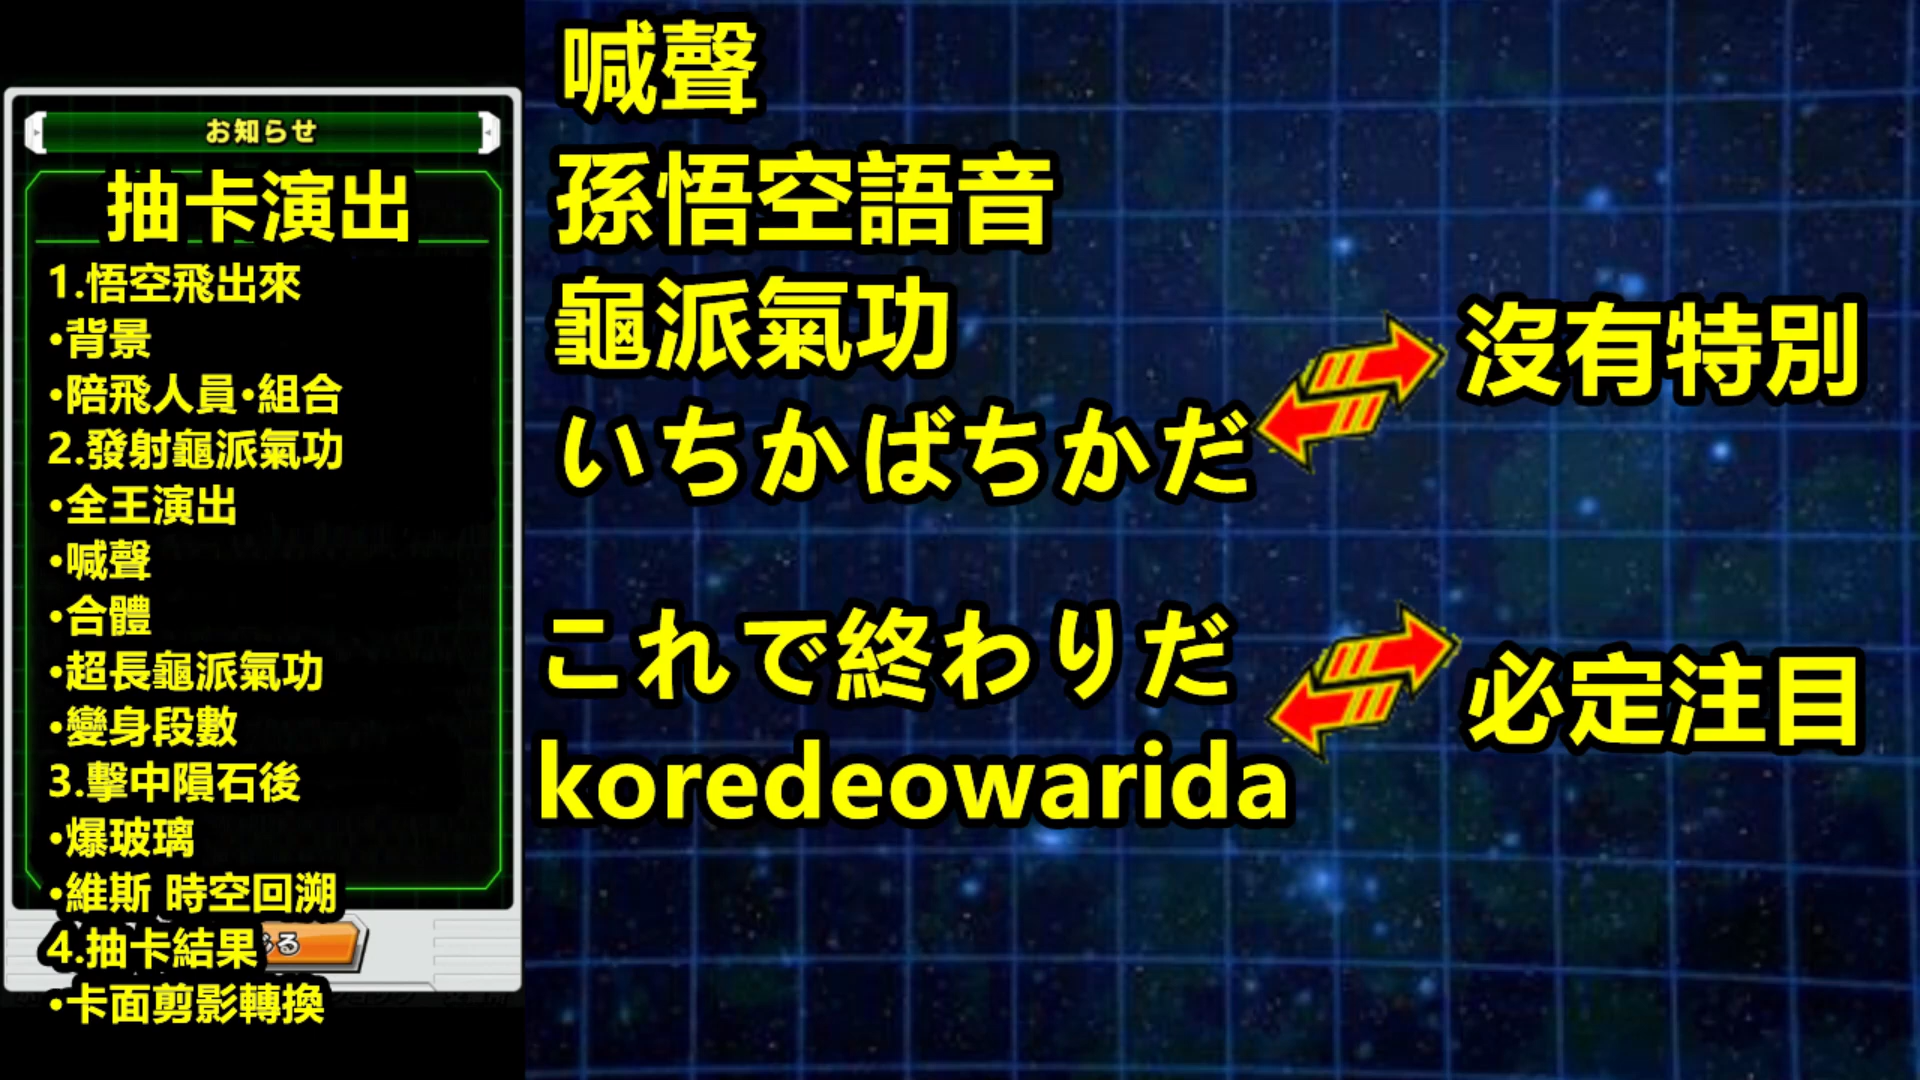 お知らせ
抽卡演出
1.悟空飛出來
•背景
•陪飛人員•組合
2.發射龜派氣功
•全王演出
•喊聲
•合體
•超長龜派氣功
•變身段數
3.擊中隕石後
•爆玻璃
•維斯 時空回溯
4.抽卡結果
る
•卡面剪影轉換
喊聲
孫悟空語音
龜派氣功
いちかばちかだ
沒有特別
これで終わりだ
koredeowarida
必定注目